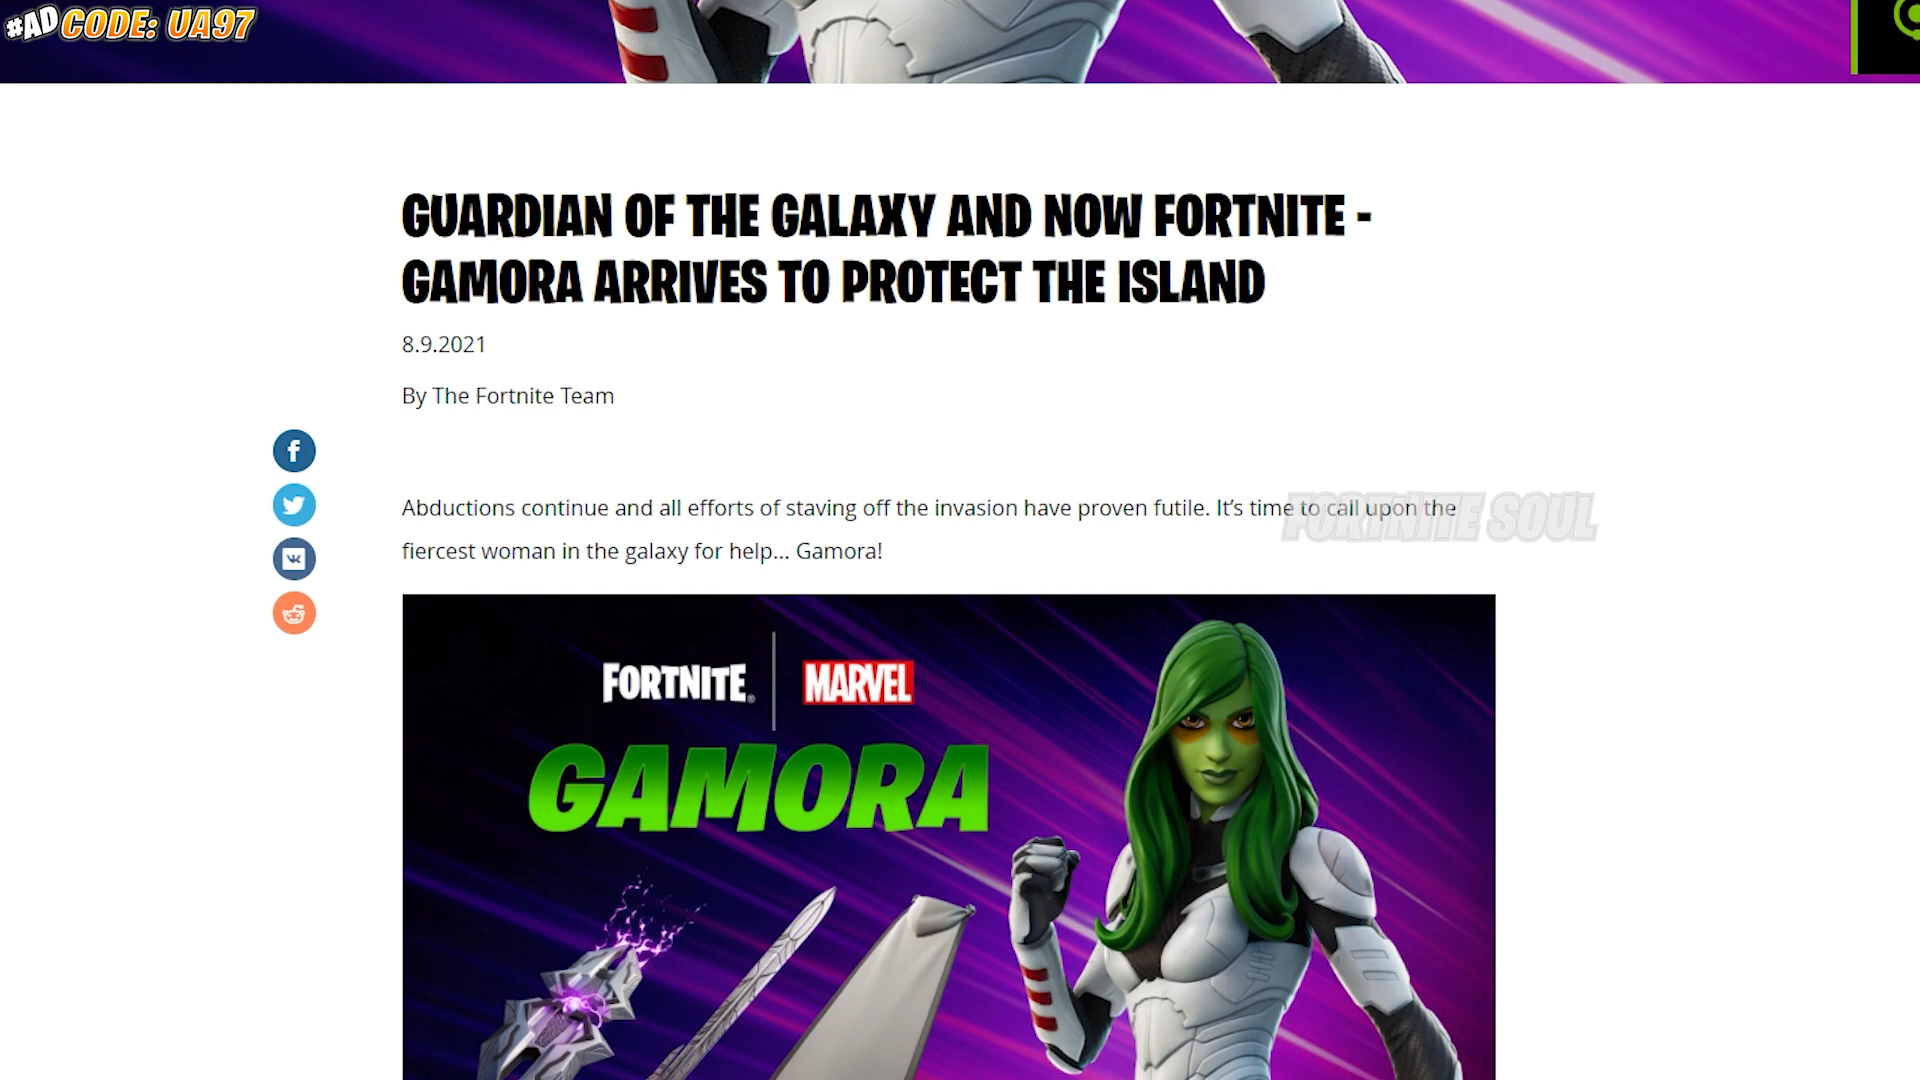 #AD CODE: UA97
GUARDIAN OF THE GALAXY AND NOW FORTNITE -
GAMORA ARRIVES TO PROTECT THE ISLAND
8.9.2021
By The Fortnite Team
Abductions continue and all efforts of staving off the invasion have proven futile. It’s time to call upon the
FORTNITE SOUL
fiercest woman in the galaxy for help... Gamora!
FORTNITE
MARVEL
GAMORA